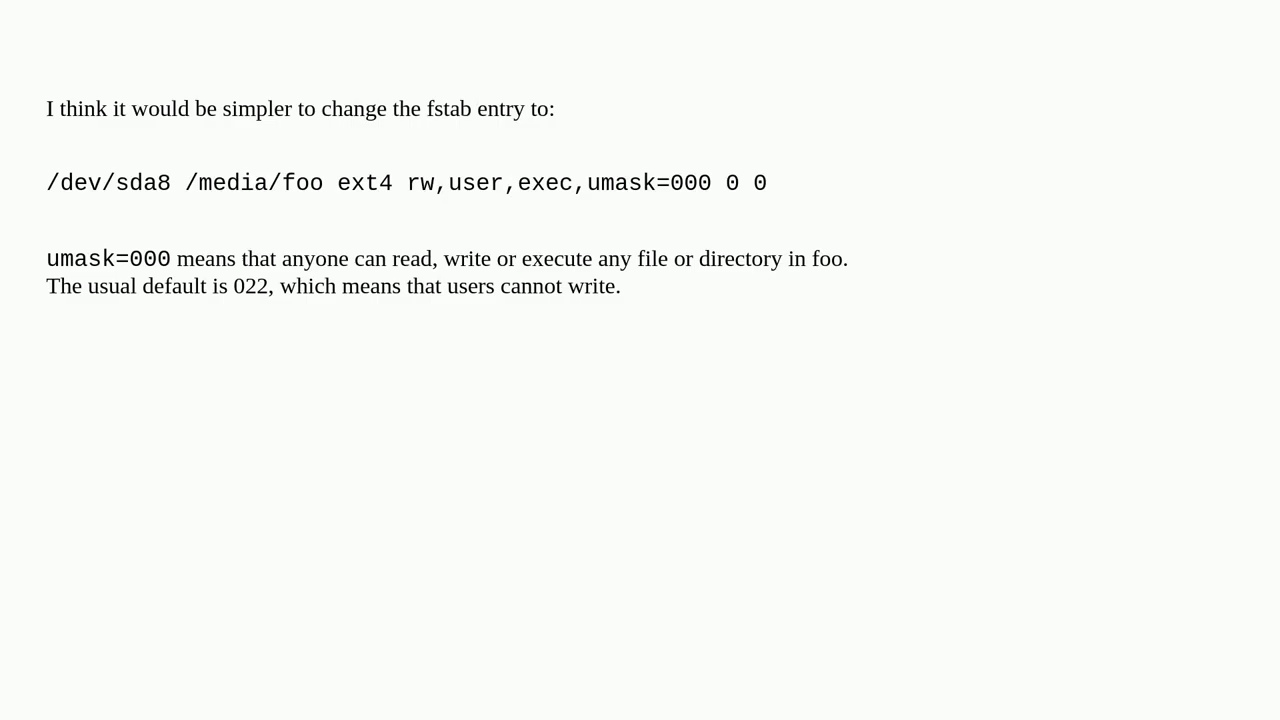 I think it would be simpler to change the fstab entry to:
/dev/sda8 /media/foo ext4 rw,user,exec,umask=000 0 0
umask=000 means that anyone can read, write or execute any file or directory in foo.
The usual default is 022, which means that users cannot write.